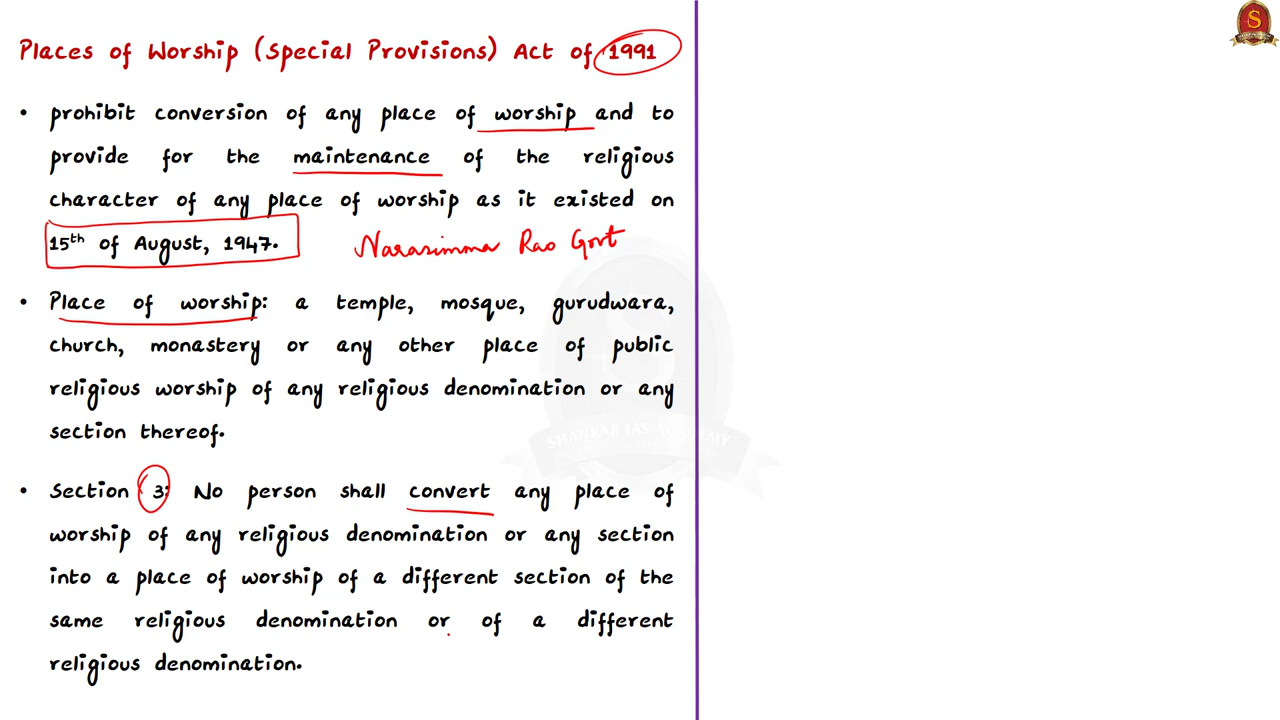 Places of Worship (Special Provisions) Act of 1991
• prohibit conversion of any place of worship and to
provide for the maintenance of the religious
character of any place of worship as it existed on
15th of August, 1947.
Narasimma Rao Govt
• Place of worship: a temple, mosque, gurudwara,
church, monastery or any other place of public
religious worship of any religious denomination or any
section thereof.
• Section 3: No person shall convert any place of
worship of any religious denomination or any section
into a place of worship of a different section of the
same religious denomination or of a different
religious denomination.
SHANKAR IAS ACADEMY
S